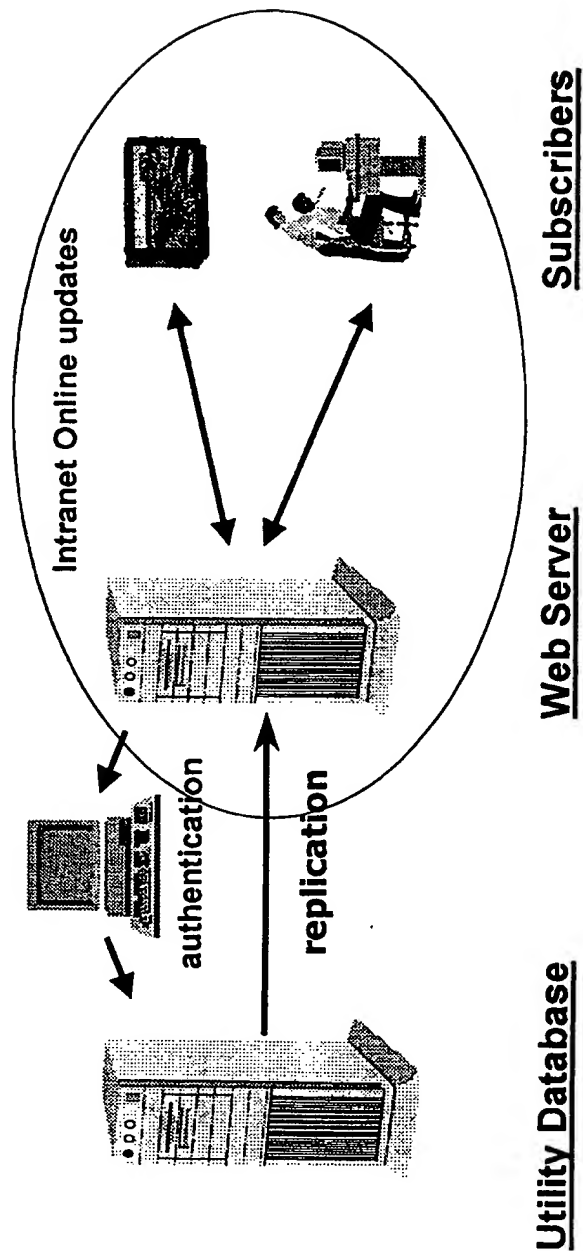 Intranet Online updates
authentication
replication
Utility Database
Web Server
Subscribers